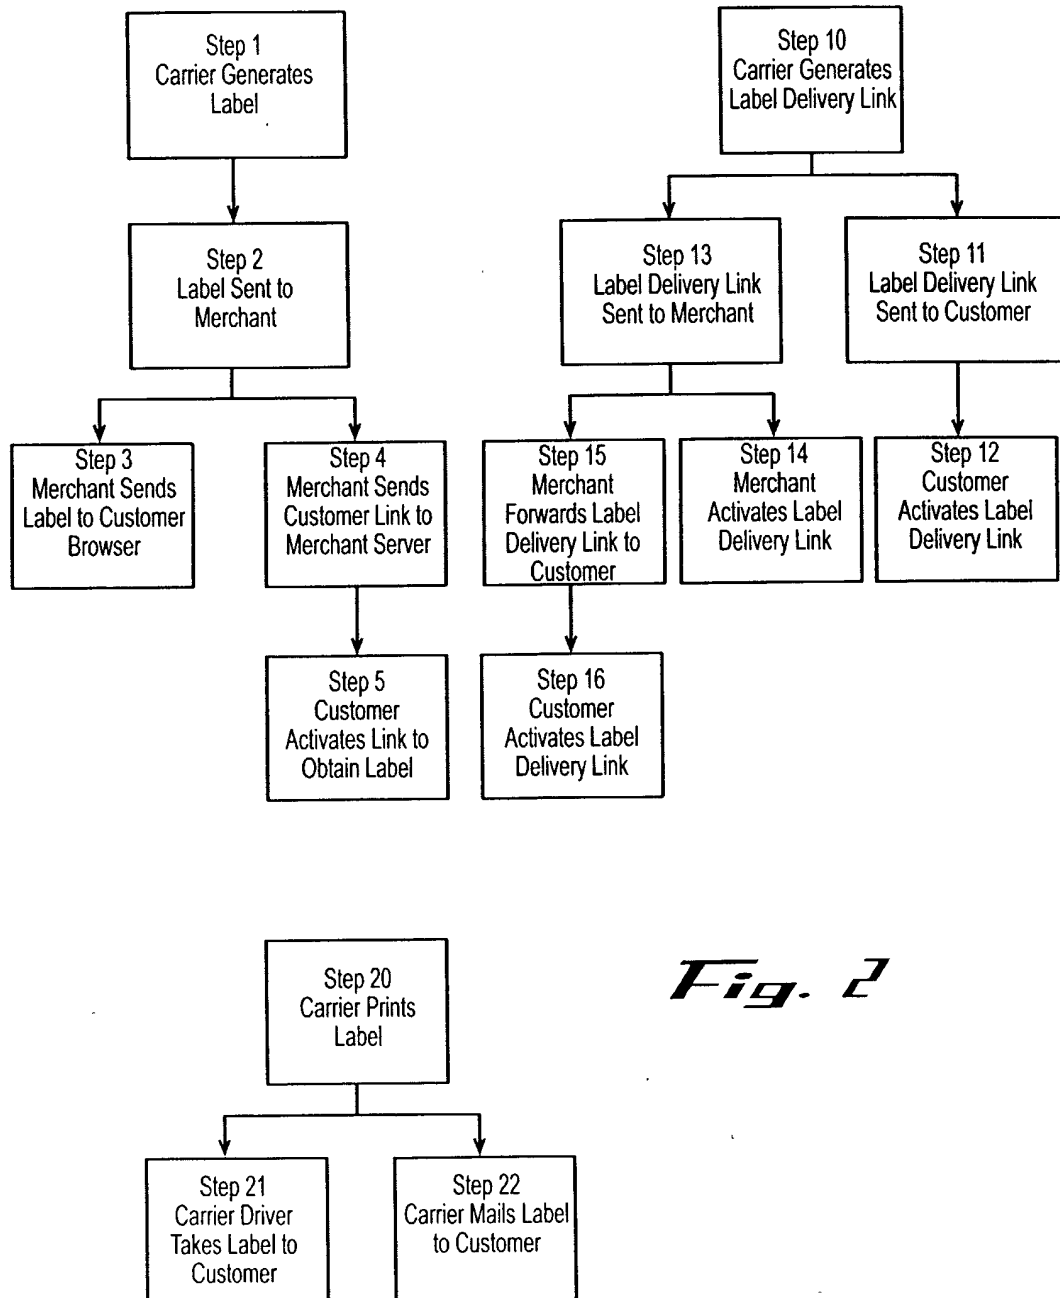 Step 1
Carrier Generates
Label
Step 10
Carrier Generates
Label Delivery Link
Step 2
Label Sent to
Merchant
Step 13
Label Delivery Link
Sent to Merchant
Step 11
Label Delivery Link
Sent to Customer
Step 3
Merchant Sends
Label to Customer
Browser
Step 4
Merchant Sends
Customer Link to
Merchant Server
Step 15
Merchant
Forwards Label
Delivery Link to
Customer
Step 14
Merchant
Activates Label
Delivery Link
Step 12
Customer
Activates Label
Delivery Link
Step 5
Customer
Activates Link to
Obtain Label
Step 16
Customer
Activates Label
Delivery Link
Step 20
Carrier Prints
Label
Fig. 2
Step 21
Carrier Driver
Takes Label to
Customer
Step 22
Carrier Mails Label
to Customer